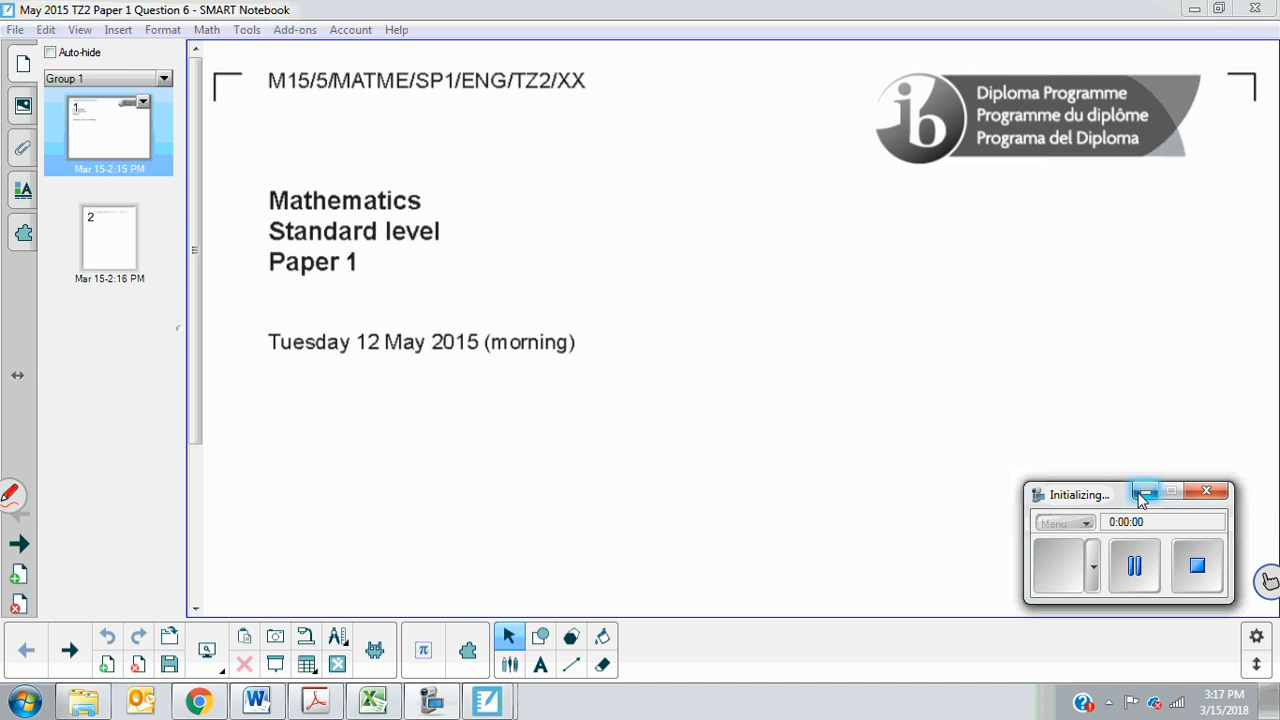 May 2015 TZ2 Paper 1 Question 6 - SMART Notebook
File Edit View Insert Format Math Tools Add-ons Account Help
Auto-hide
Group 1
1
Mar 15-2:15 PM
2
Mar 15-2:16 PM
M15/5/MATME/SP1/ENG/TZ2/XX
ib
Diploma Programme
Programme du diplôme
Programa del Diploma
Mathematics
Standard level
Paper 1
Tuesday 12 May 2015 (morning)
Initializing...
Menu
0:00:00
π
A
3:17 PM
3/15/2018